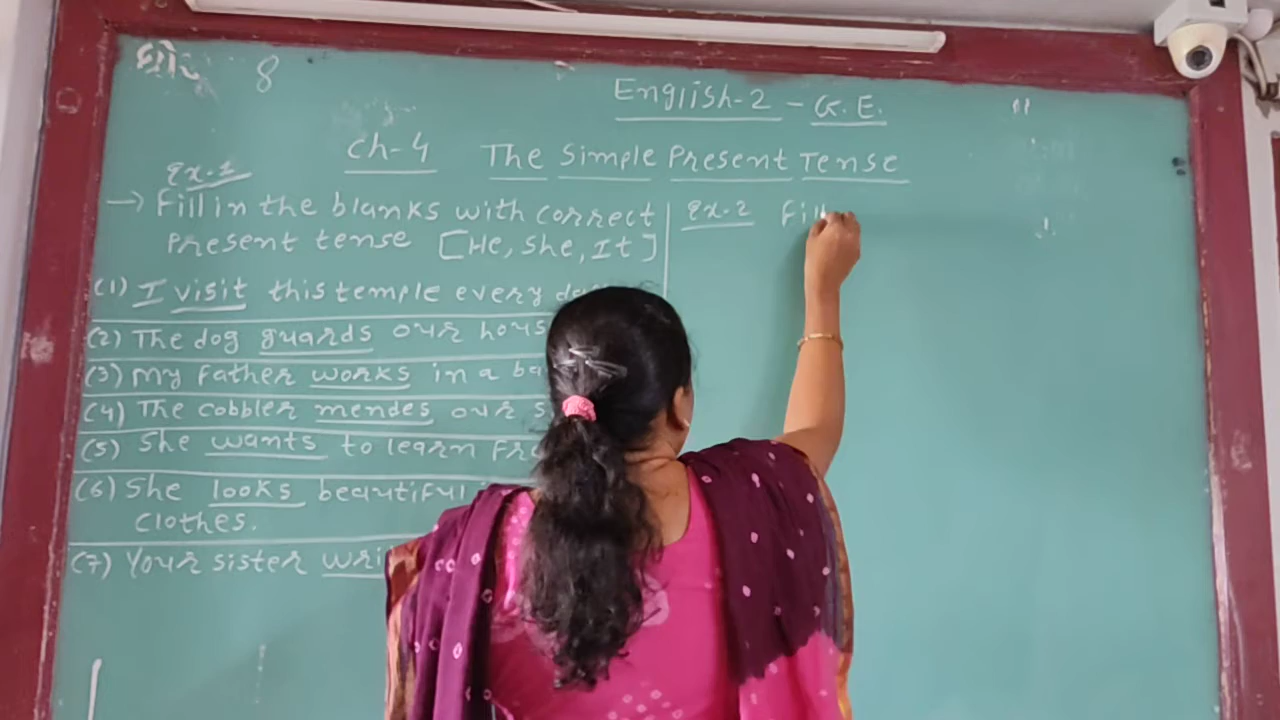 ધો. 8
English-2 - G.E.
Ch-4 The Simple Present Tense
Ex.1
→ Fill in the blanks with correct
Present tense [He, She, It]
(1) I visit this temple every
(2) The dog guards our
(3) My father works in a
(4) The cobbler mendes our
(5) She wants to learn
(6) She looks beautiful
clothes.
(7) Your sister
Ex.2 Fill